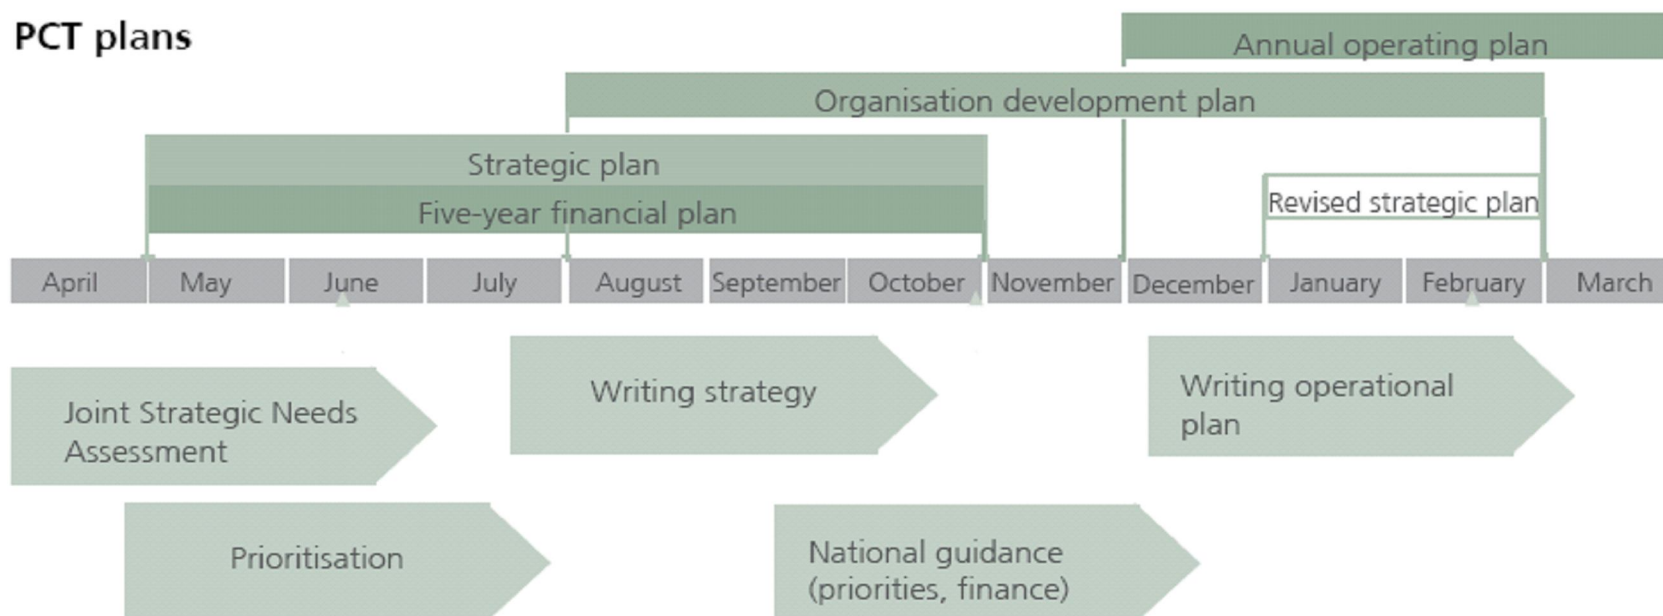 PCT plans
Annual operating plan
Organisation development plan
Strategic plan
Five-year financial plan
Revised strategic plan
April May June July August September October November December January February March
Joint Strategic Needs
Assessment
Writing strategy
Writing operational
plan
Prioritisation
National guidance
(priorities, finance)